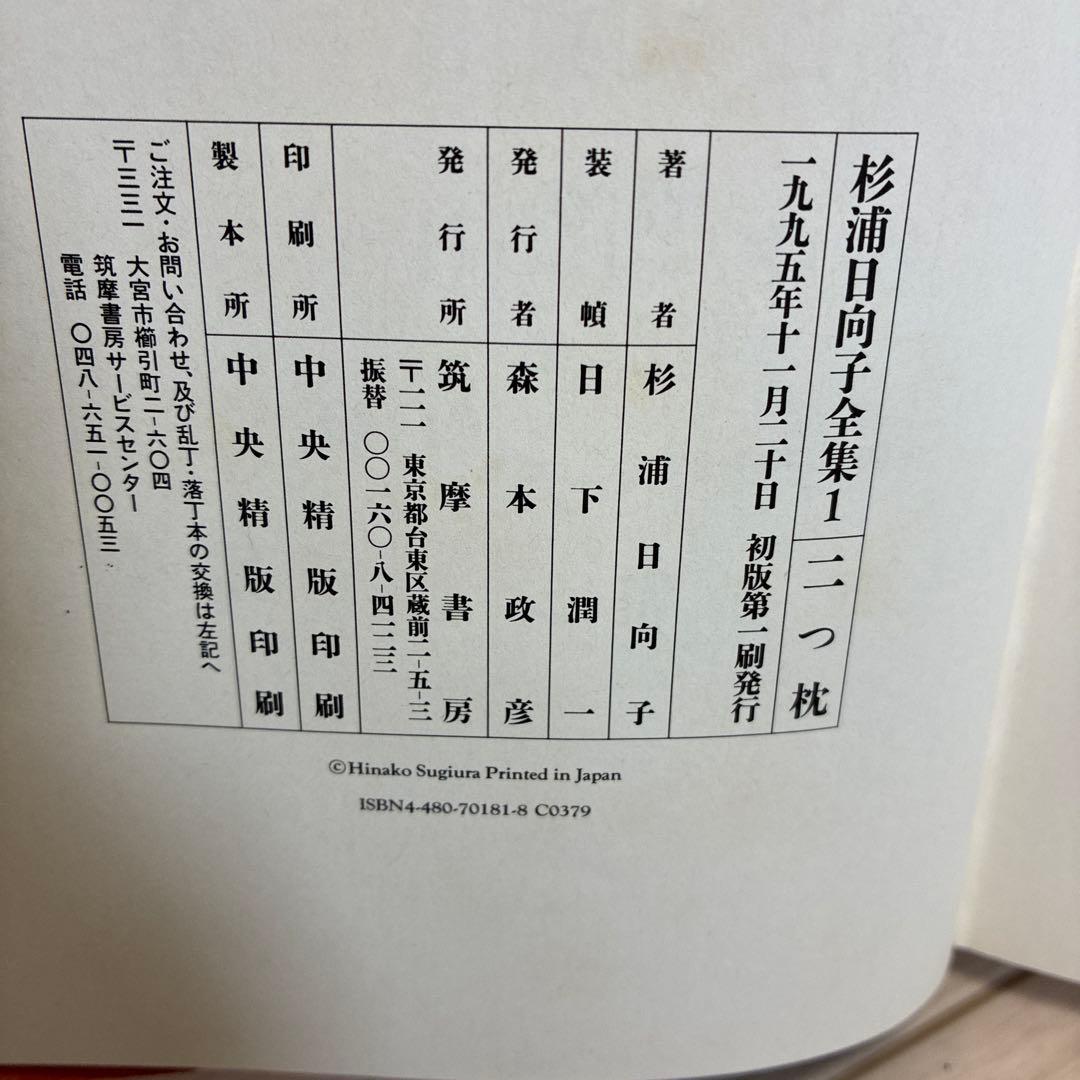 杉浦日向子全集1 二つ枕
一九九五年十一月二十日 初版第一刷発行
著者 杉浦日向子
装幀 日下潤一
発行者 森本政彦
発行所 筑摩書房
〒一一一 東京都台東区蔵前二-五-三
振替 〇〇一六〇-八-四一二三
印刷所 中央精版印刷
製本所 中央精版印刷
ご注文・お問い合わせ、及び乱丁・落丁本の交換は左記へ
〒三三一 大宮市櫛引町二-六〇四
筑摩書房サービスセンター
電話 〇四八-六五一-〇〇五三
©Hinako Sugiura Printed in Japan
ISBN4-480-70181-8 C0379